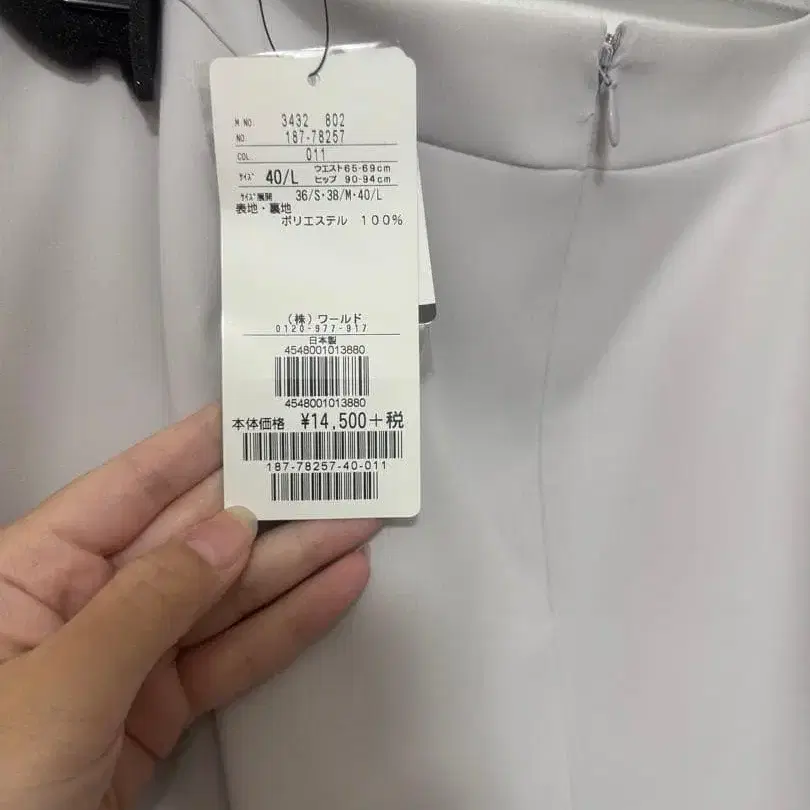 M.NO. 3432 802
NO. 187-78257
COL. 011
ｻｲｽﾞ 40/L ウエスト65-69cm
ヒップ 90-94cm
ｻｲｽﾞ展開 36/S・38/M・40/L
表地・裏地
ポリエステル 100%
(株)ワールド
0120-977-917
日本製
4548001013880
4548001013880
本体価格 ¥14,500+税
187-78257-40-011